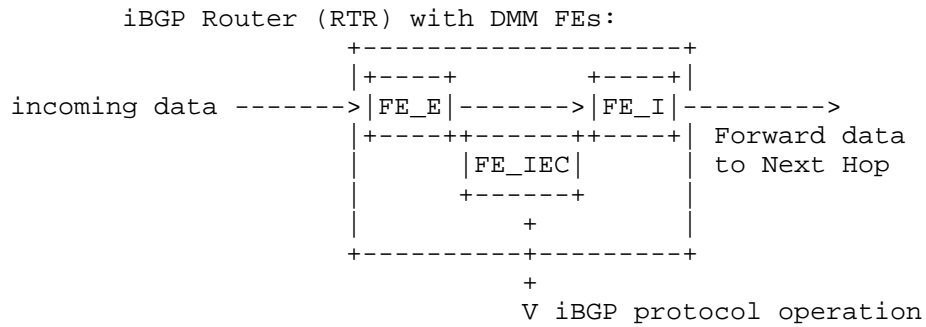 iBGP Router (RTR) with DMM FEs:
+---------------------+
|+----+        +----+|
incoming data ------->|FE_E|------->|FE_I|--------->
|+----++------++----+| Forward data
|      |FE_IEC|      | to Next Hop
|      +------+      |
|          +         |
+----------+---------+
+
V iBGP protocol operation